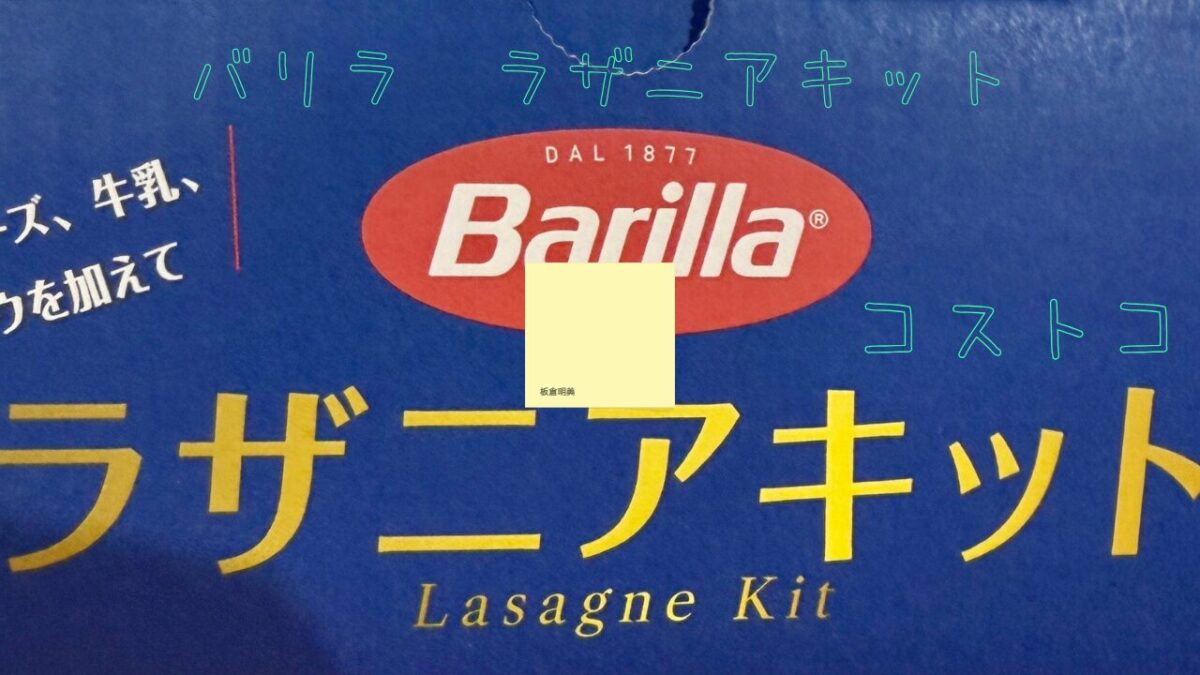 バリラ ラザニアキット
DAL 1877
Barilla®
ーズ、牛乳、
ウを加えて
コストコ
板倉明美
ラザニアキット
Lasagne Kit